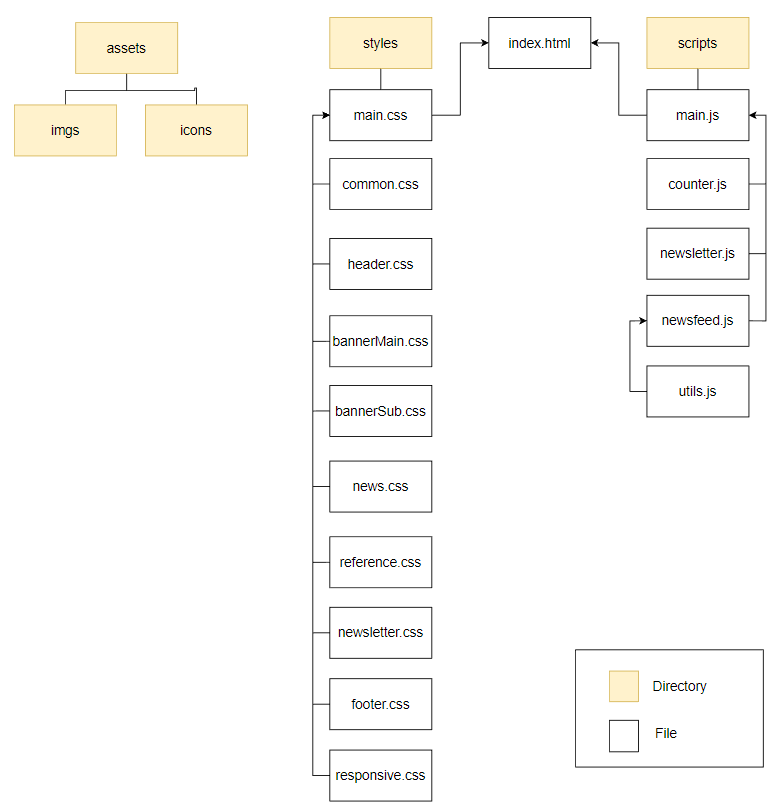 assets
styles
index.html
scripts
imgs
icons
main.css
main.js
common.css
counter.js
header.css
newsletter.js
bannerMain.css
newsfeed.js
bannerSub.css
utils.js
news.css
reference.css
newsletter.css
footer.css
responsive.css
Directory
File